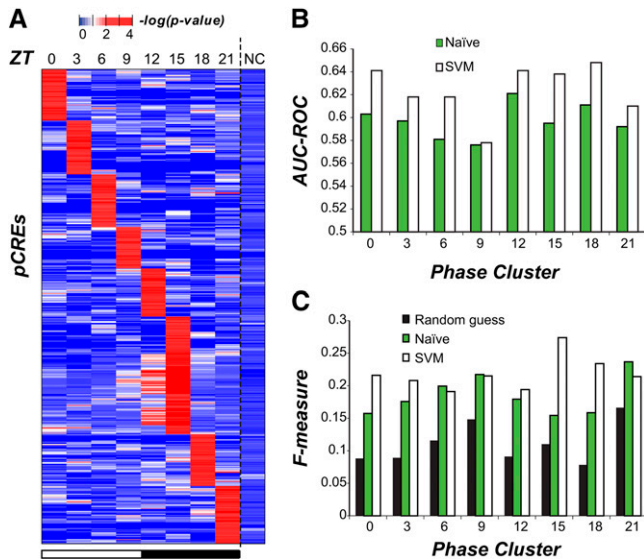 A
-log(p-value)
0 2 4
ZT 0 3 6 9 12 15 18 21 NC
pCREs
B
Naïve
SVM
AUC-ROC
0.66
0.64
0.62
0.6
0.58
0.56
0.54
0.52
0.5
0 3 6 9 12 15 18 21
Phase Cluster
C
Random guess
Naïve
SVM
F-measure
0.3
0.25
0.2
0.15
0.1
0.05
0
0 3 6 9 12 15 18 21
Phase Cluster